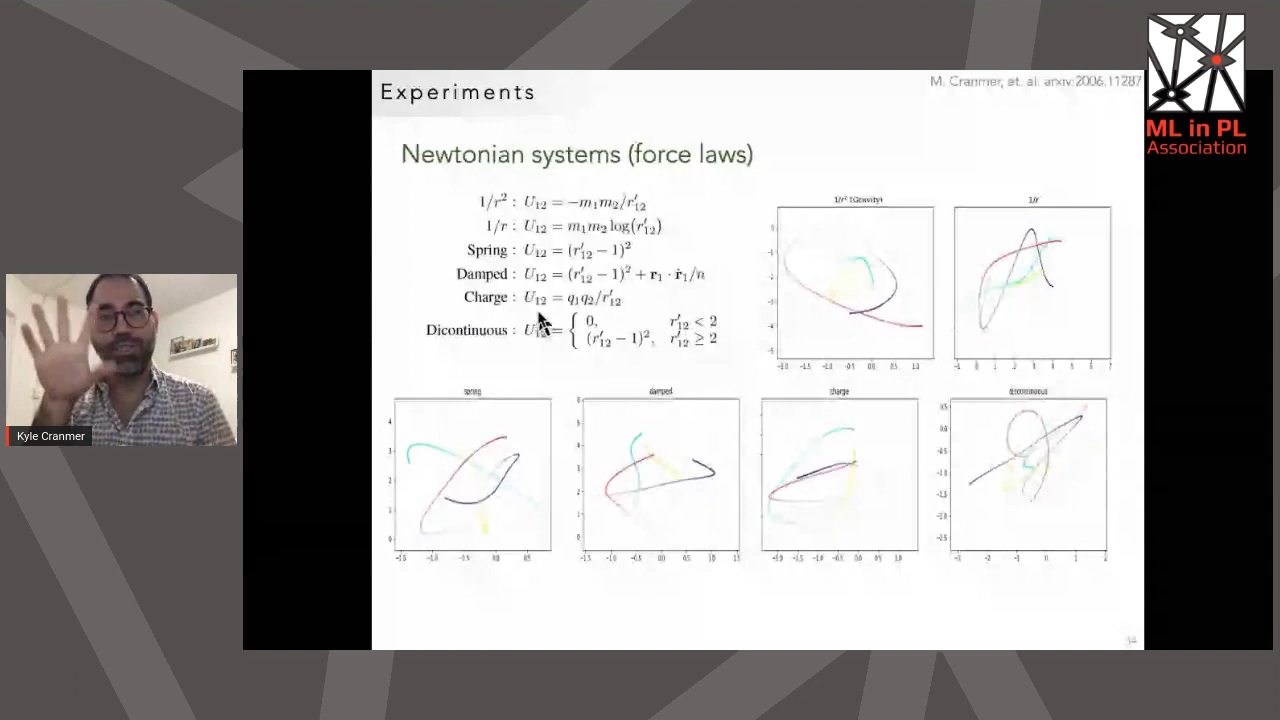 Experiments
M. Cranmer, et. al. arxiv:2006.11287
ML in PL
Association
Newtonian systems (force laws)
1/r² : U₁₂ = −m₁m₂/r′₁₂
1/r : U₁₂ = m₁m₂ log(r′₁₂)
Spring : U₁₂ = (r′₁₂ − 1)²
Damped : U₁₂ = (r′₁₂ − 1)² + r₁ · ṙ₁/n
Charge : U₁₂ = q₁q₂/r′₁₂
Dicontinuous : U₁₂ = { 0, r′₁₂ < 2
(r′₁₂ − 1)², r′₁₂ ≥ 2
1/r² (Gravity)
1/r
spring
damped
charge
discontinuous
Kyle Cranmer